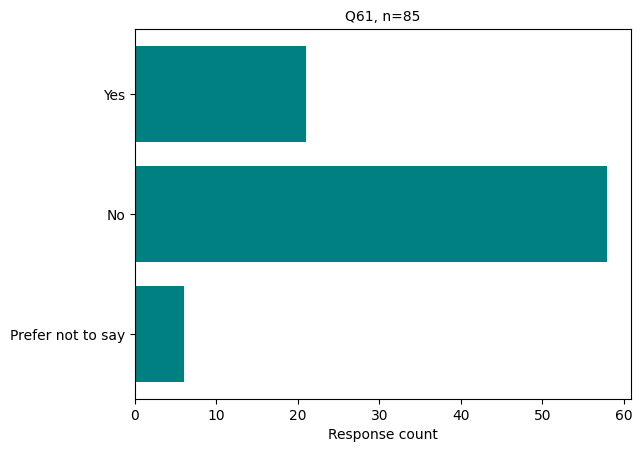 Q61, n=85
Yes
No
Prefer not to say
0 10 20 30 40 50 60
Response count